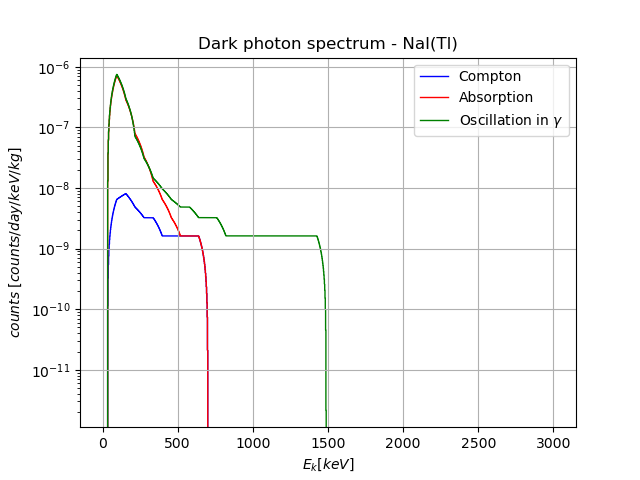 Dark photon spectrum - NaI(Tl)
Compton
Absorption
Oscillation in γ
counts [counts/day/keV/kg]
10⁻⁶
10⁻⁷
10⁻⁸
10⁻⁹
10⁻¹⁰
10⁻¹¹
0 500 1000 1500 2000 2500 3000
Eₖ[keV]